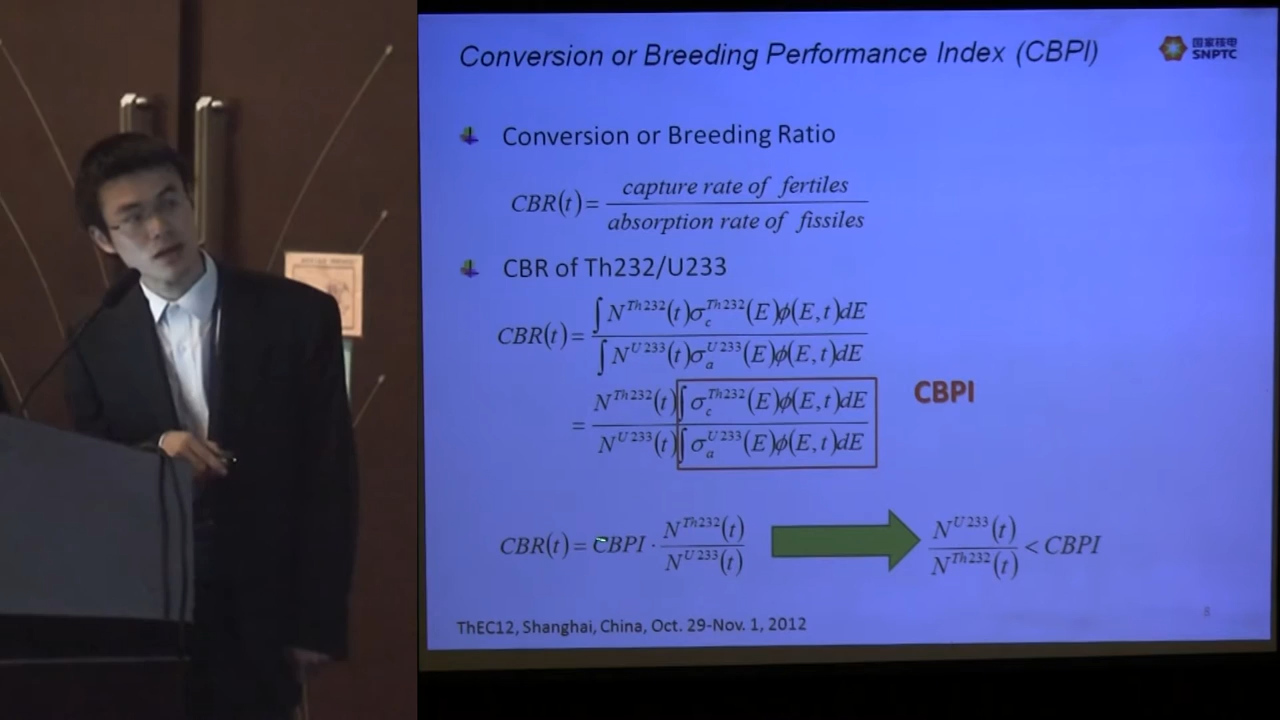 Conversion or Breeding Performance Index (CBPI)
国家核电
SNPTC
Conversion or Breeding Ratio
CBR(t) = capture rate of fertiles / absorption rate of fissiles
CBR of Th232/U233
CBR(t) = ∫ N^{Th232}(t)σ_c^{Th232}(E)ϕ(E,t)dE / ∫ N^{U233}(t)σ_a^{U233}(E)ϕ(E,t)dE
= N^{Th232}(t) ∫ σ_c^{Th232}(E)ϕ(E,t)dE / N^{U233}(t) ∫ σ_a^{U233}(E)ϕ(E,t)dE
CBPI
CBR(t) = CBPI · N^{Th232}(t) / N^{U233}(t)
N^{U233}(t) / N^{Th232}(t) < CBPI
8
ThEC12, Shanghai, China, Oct. 29-Nov. 1, 2012